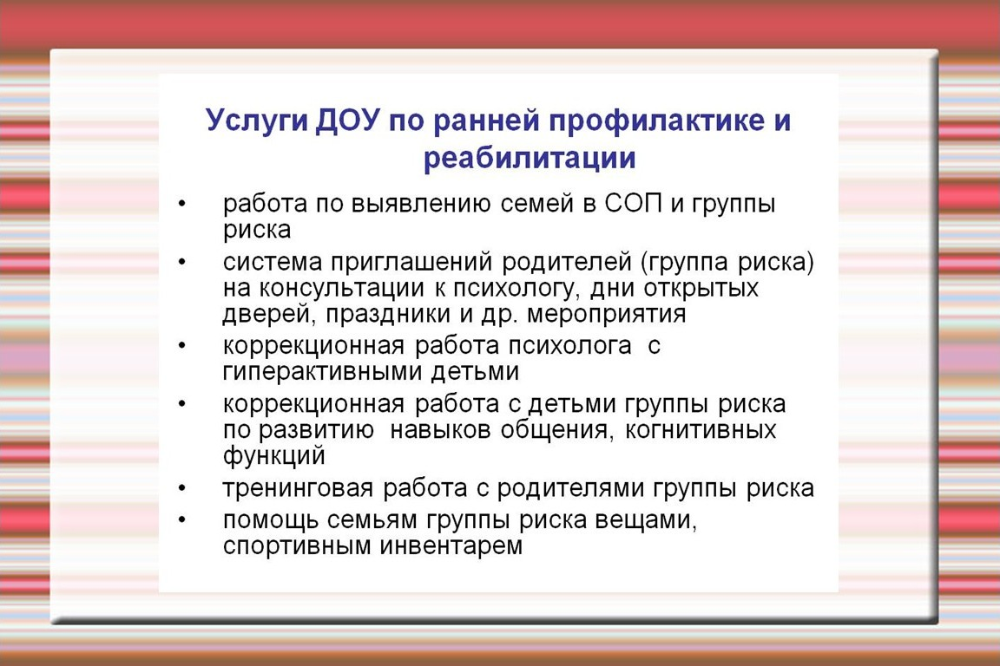 Услуги ДОУ по ранней профилактике и
реабилитации
• работа по выявлению семей в СОП и группы
риска
• система приглашений родителей (группа риска)
на консультации к психологу, дни открытых
дверей, праздники и др. мероприятия
• коррекционная работа психолога  с
гиперактивными детьми
• коррекционная работа с детьми группы риска
по развитию  навыков общения, когнитивных
функций
• тренинговая работа с родителями группы риска
• помощь семьям группы риска вещами,
спортивным инвентарем